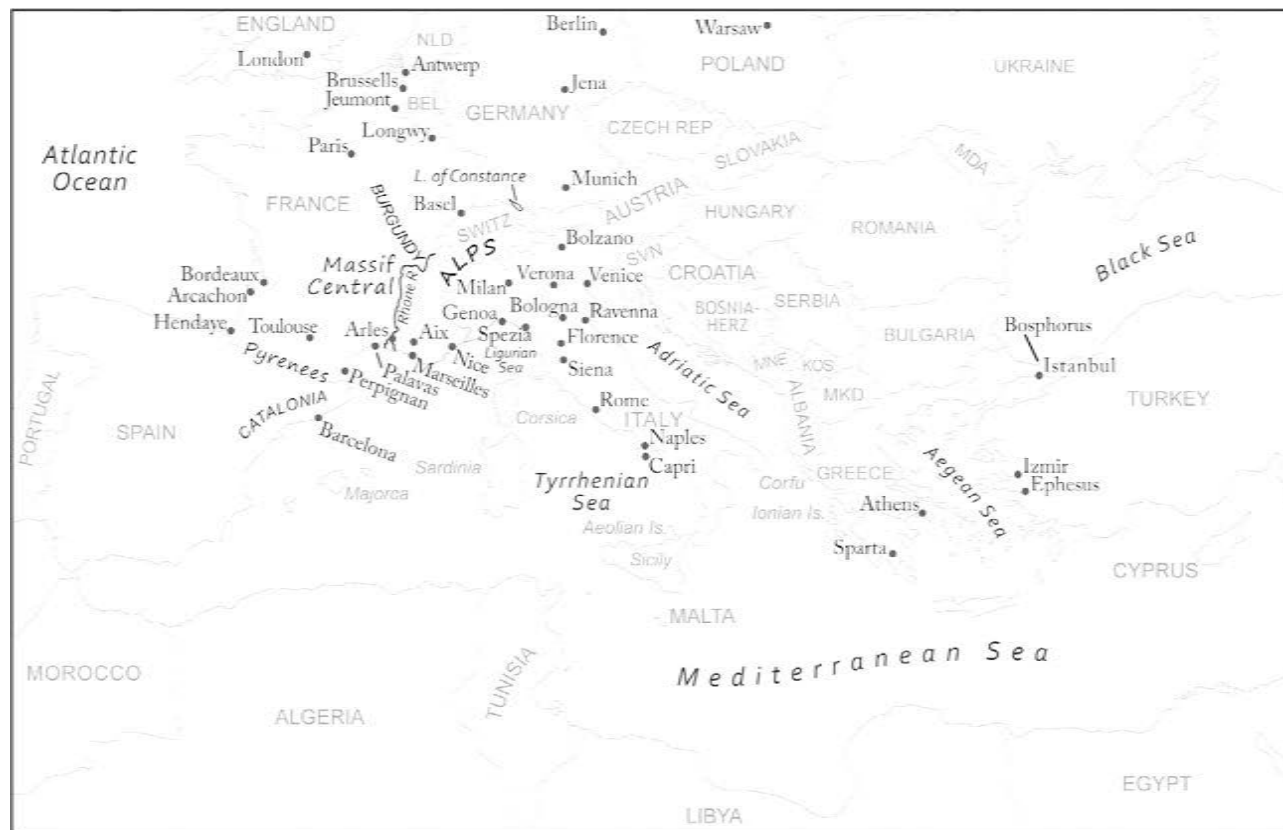 ENGLAND
Berlin
Warsaw
NLD
London
Antwerp
POLAND
UKRAINE
Brussells
Jena
Jeumont
BEL
GERMANY
CZECH REP
Longwy
Paris
SLOVAKIA
MDA
Atlantic
Ocean
L. of Constance
Munich
FRANCE
BURGUNDY
Basel
SWITZ
AUSTRIA
HUNGARY
ROMANIA
Bolzano
ALPS
SVN
Black Sea
Massif
Central
Rhone R.
Bordeaux
Arcachon
Milan
Verona
Venice
CROATIA
Hendaye
Toulouse
Arles
Aix
Genoa
Bologna
Ravenna
BOSNIA-
HERZ
SERBIA
BULGARIA
Bosphorus
Spezia
Florence
Ligurian
Sea
Nice
Siena
Adriatic Sea
MNE
KOS
Istanbul
Pyrenees
Palavas
Marseilles
Perpignan
CATALONIA
Barcelona
Rome
Corsica
ITALY
ALBANIA
MKD
TURKEY
PORTUGAL
SPAIN
Naples
Capri
Sardinia
Majorca
Tyrrhenian
Sea
Corfu
GREECE
Aegean Sea
Izmir
Ephesus
Aeolian Is.
Ionian Is.
Athens
Sicily
Sparta
CYPRUS
MALTA
Mediterranean Sea
MOROCCO
TUNISIA
ALGERIA
EGYPT
LIBYA